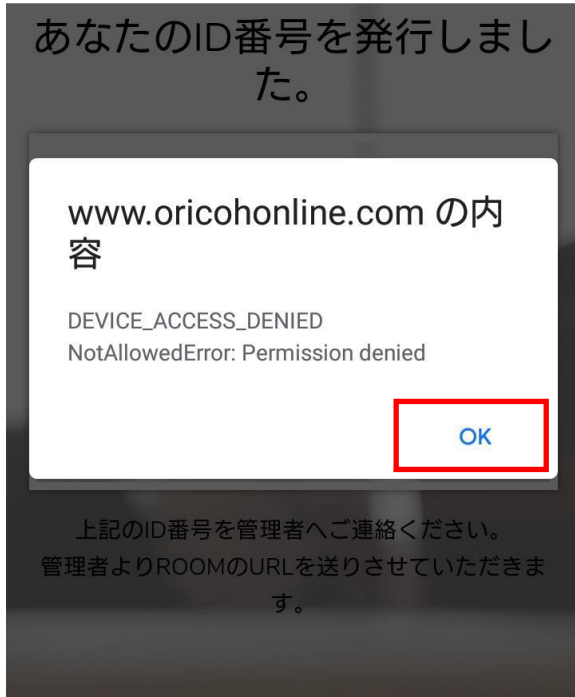 あなたのID番号を発行しまし
た。
www.oricohonline.com の内
容
DEVICE_ACCESS_DENIED
NotAllowedError: Permission denied
OK
上記のID番号を管理者へご連絡ください。
管理者よりROOMのURLを送りさせていただきま
す。